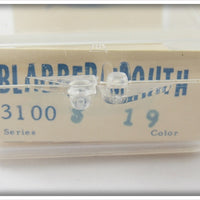 BLABBER MOUTH
3100 S 19
Series Color